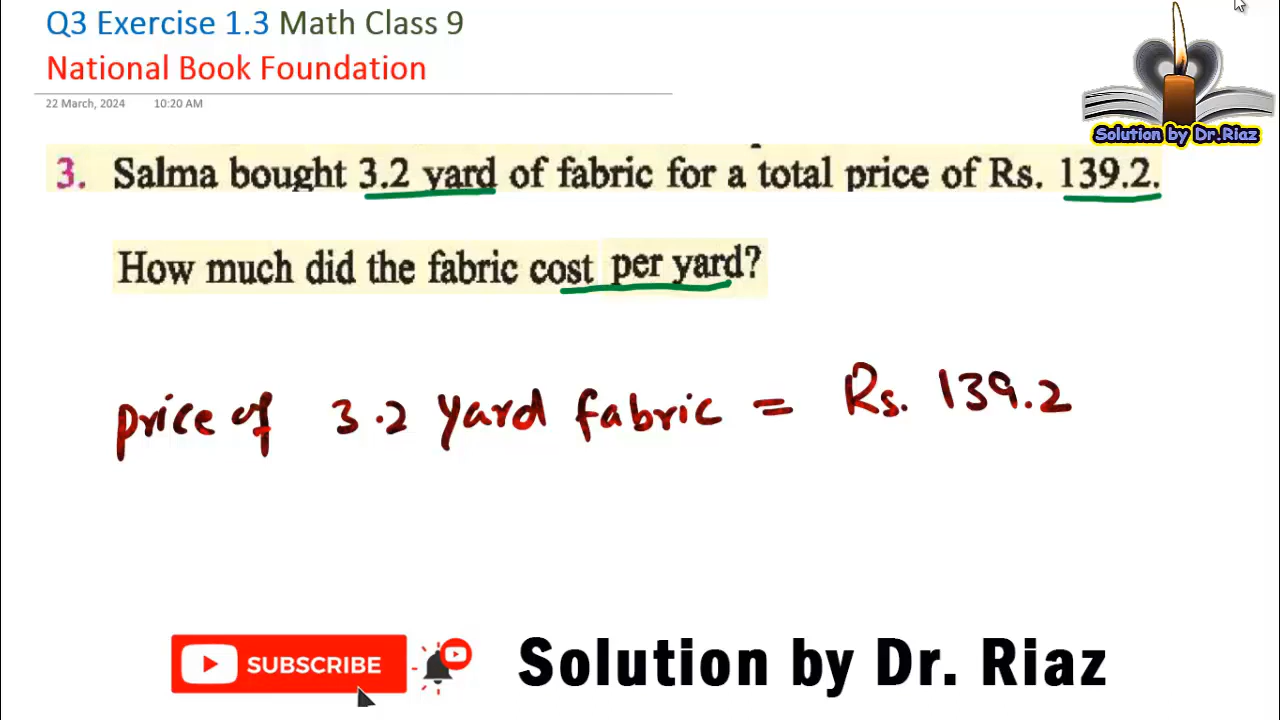 Q3 Exercise 1.3 Math Class 9
National Book Foundation
22 March, 2024 10:20 AM
Solution by Dr.Riaz
3. Salma bought 3.2 yard of fabric for a total price of Rs. 139.2.
How much did the fabric cost per yard?
price of 3.2 yard fabric = Rs. 139.2
SUBSCRIBE
Solution by Dr. Riaz